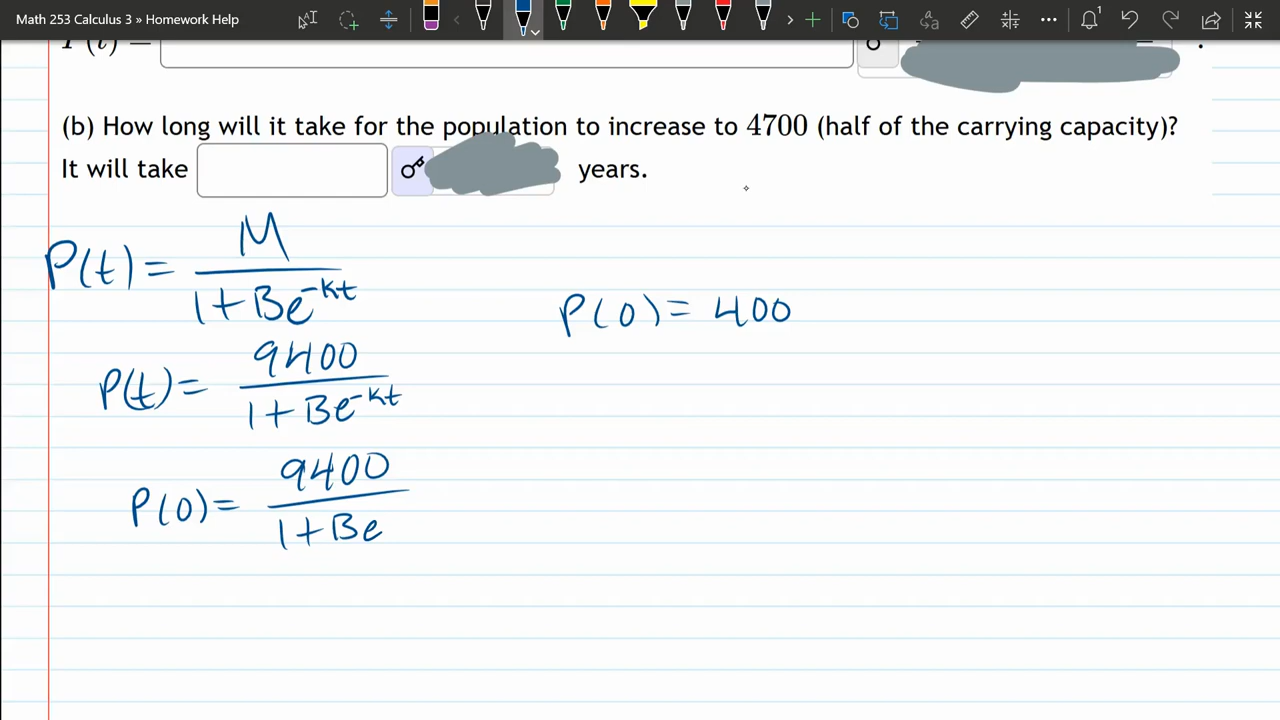 Math 253 Calculus 3 » Homework Help
(b) How long will it take for the population to increase to 4700 (half of the carrying capacity)?
It will take years.
P(t) = M / 1+Be^-kt
P(0) = 400
P(t) = 9400 / 1+Be^-kt
P(0) = 9400 / 1+Be